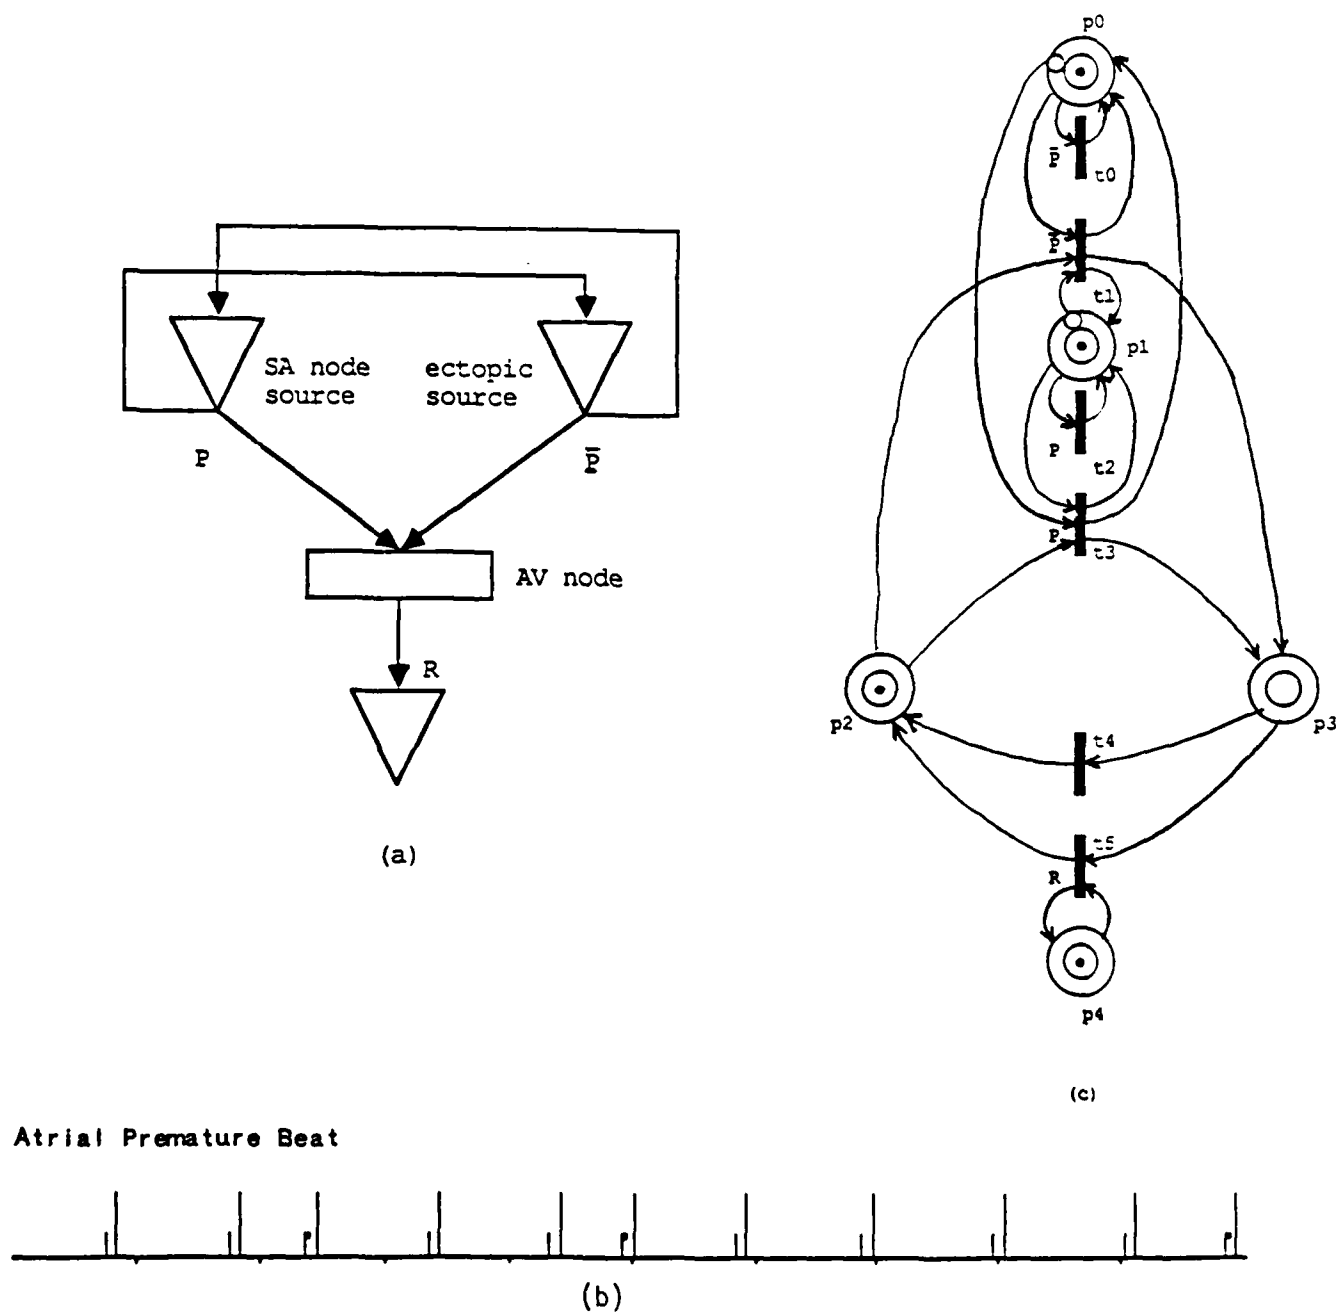 SA node
source
ectopic
source
P
p̄
AV node
R
(a)
p0
p̄
t0
p̄
t1
p1
P
t2
P
t3
p2
p3
t4
t5
R
p4
(c)
Atrial Premature Beat
(b)